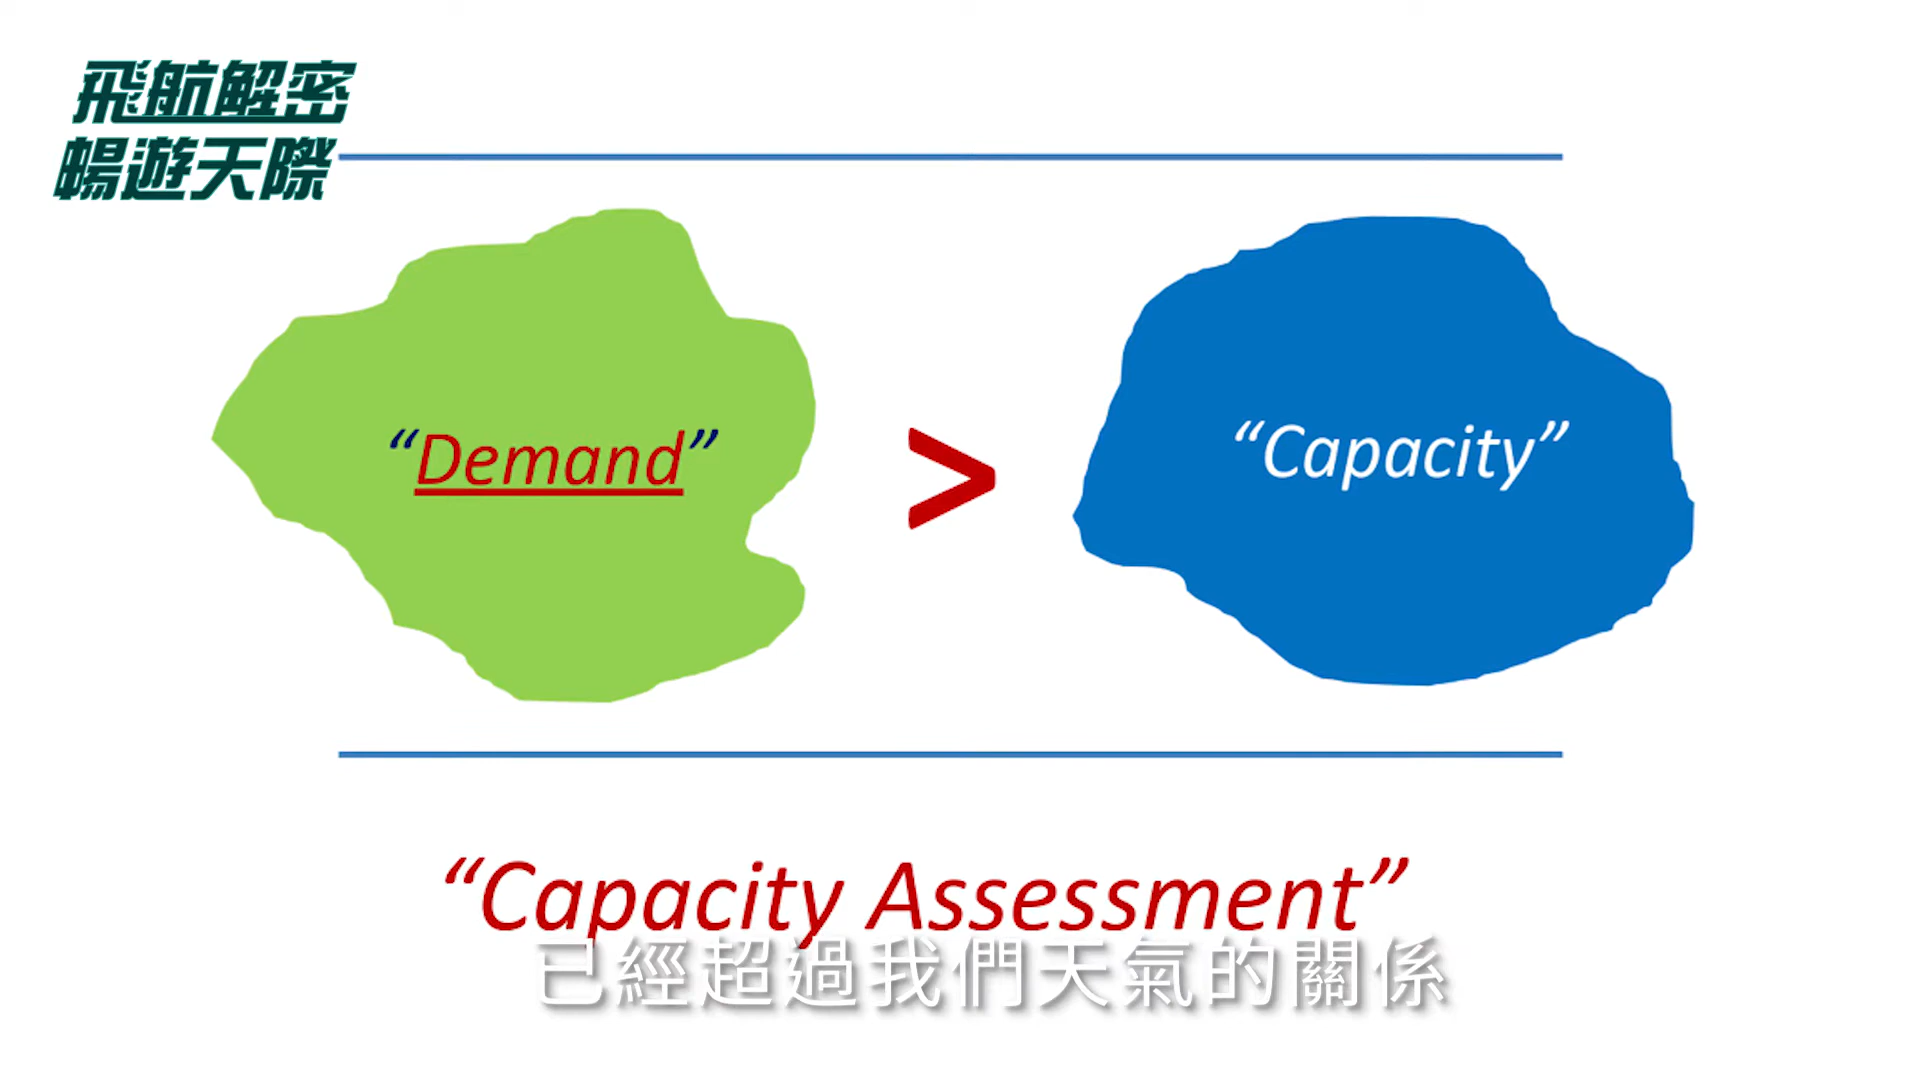 飛航解密
暢遊天際
“Demand”
>
“Capacity”
“Capacity Assessment”
已經超過我們天氣的關係